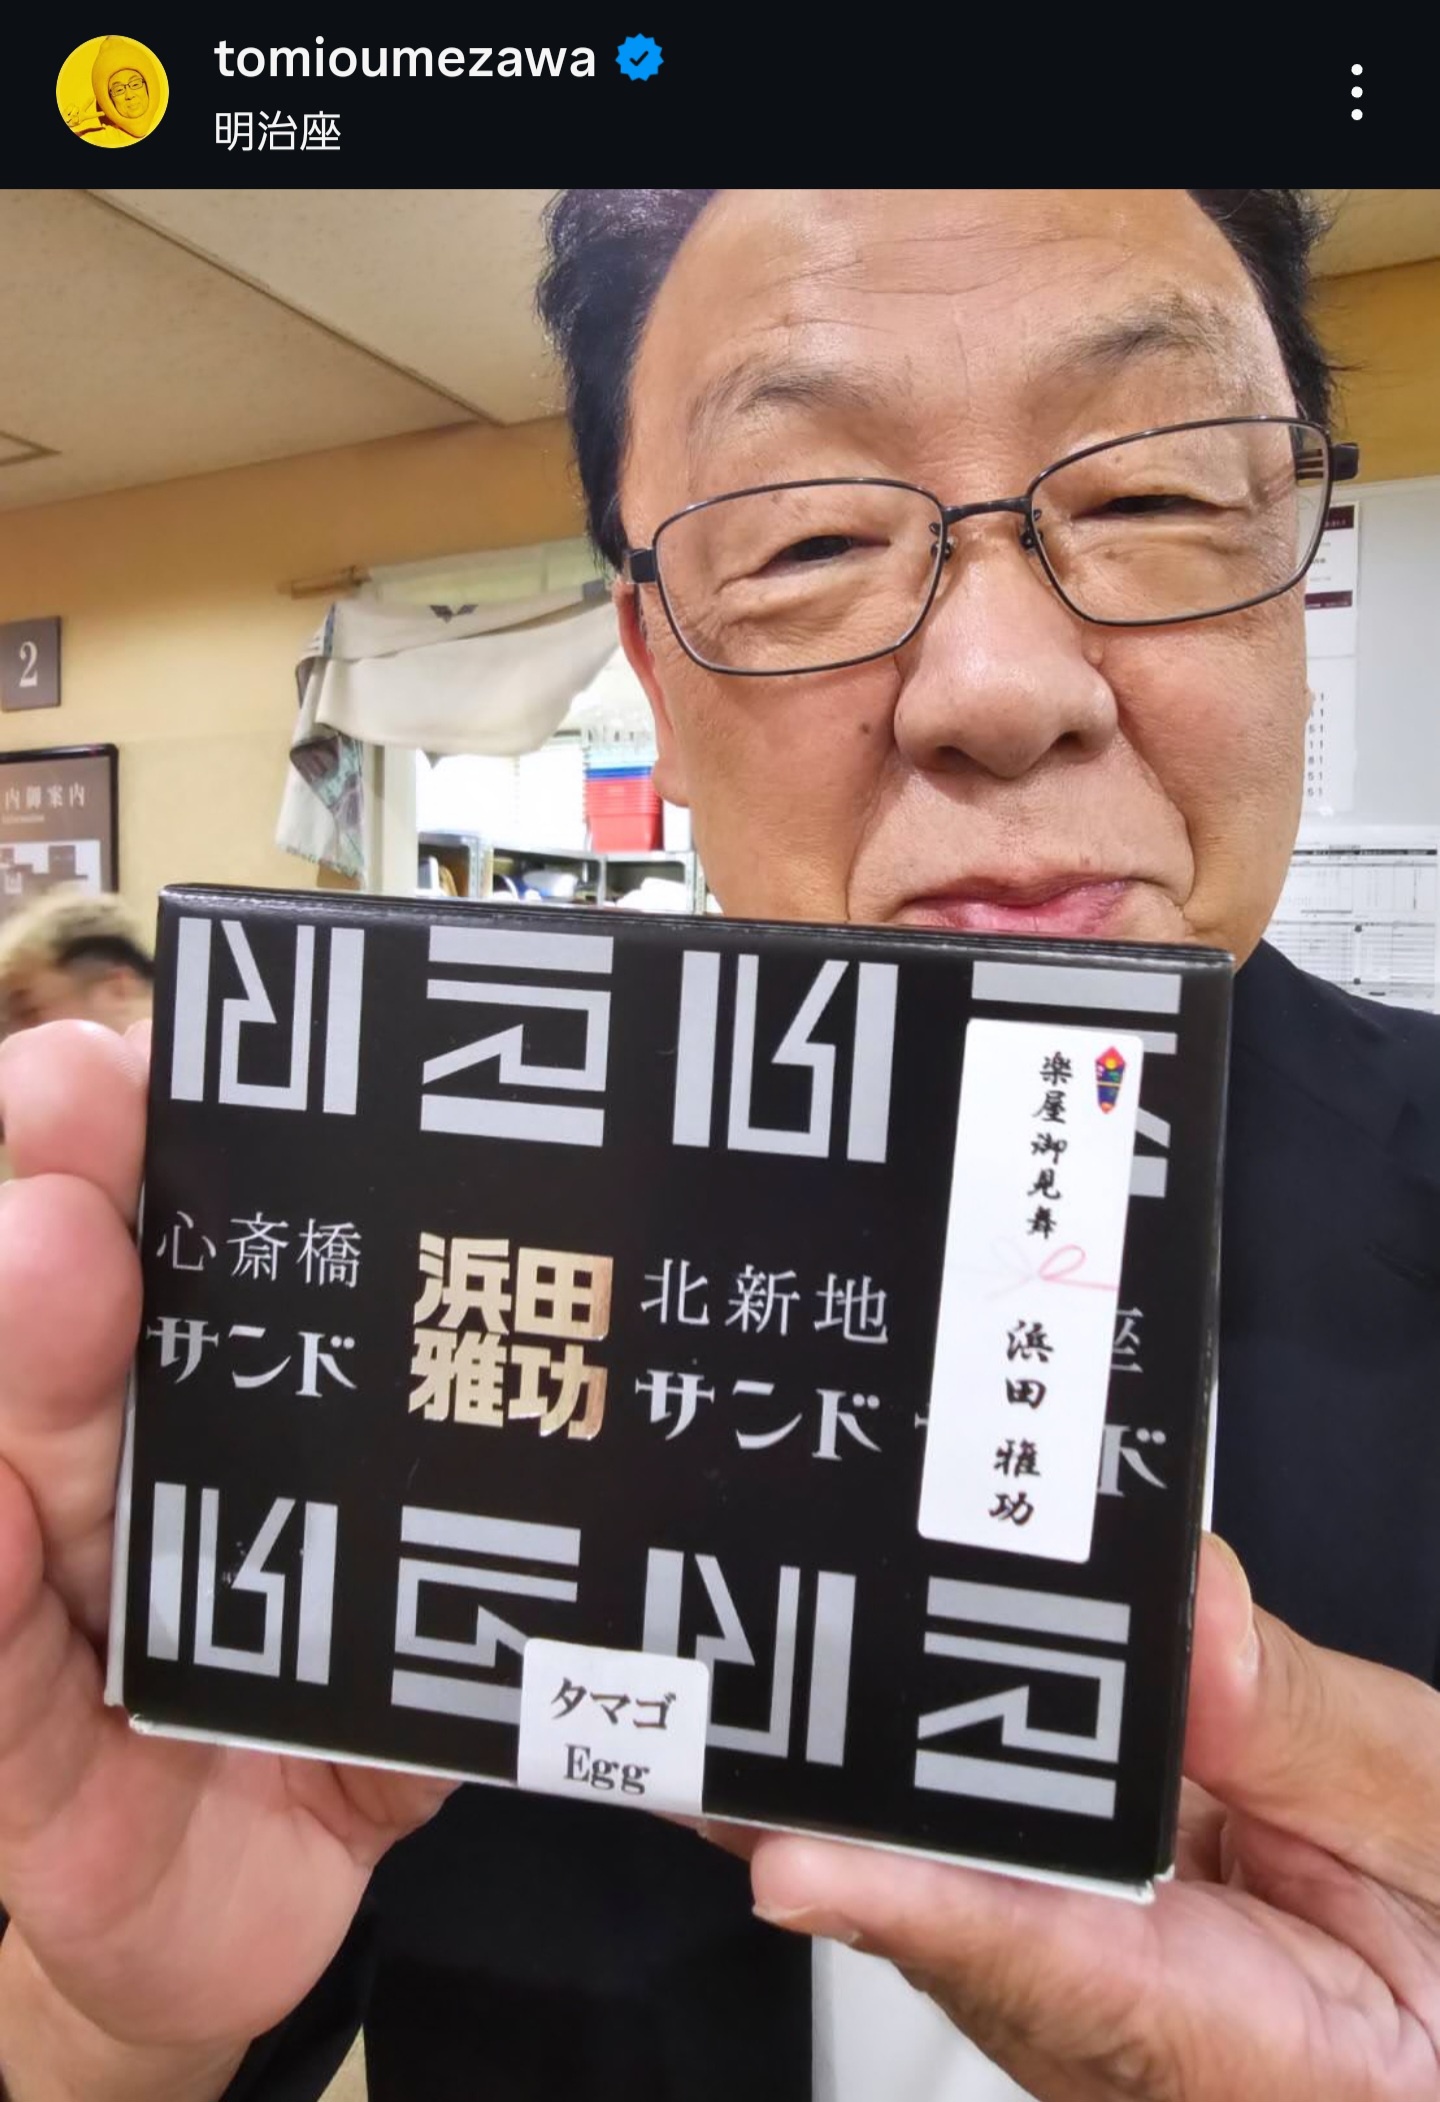 tomioumezawa
明治座
2
内御案内
楽屋御見舞
浜田 雅功
心斎橋
サンド
浜田
雅功
北新地
サンド
座
ド
タマゴ
Egg